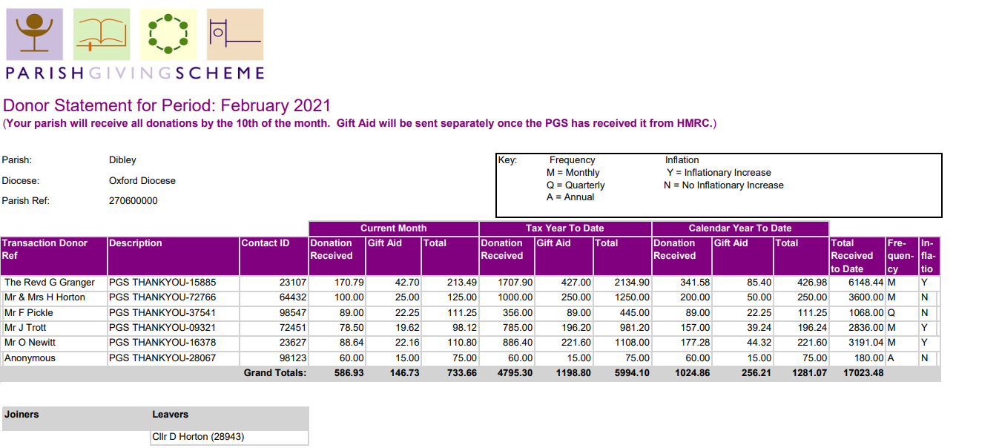 PARISHGIVINGSCHEME
Donor Statement for Period: February 2021
(Your parish will receive all donations by the 10th of the month.  Gift Aid will be sent separately once the PGS has received it from HMRC.)
Parish: Dibley
Diocese: Oxford Diocese
Parish Ref: 270600000
Key: Frequency Inflation
M = Monthly Y = Inflationary Increase
Q = Quarterly N = No Inflationary Increase
A = Annual
Current Month Tax Year To Date Calendar Year To Date
Transaction Donor Description Contact ID Donation Gift Aid Total Donation Gift Aid Total Donation Gift Aid Total Total Fre- In-
Ref Received Received Received Received quen- fla-
to Date cy tio
The Revd G Granger PGS THANKYOU-15885 23107 170.79 42.70 213.49 1707.90 427.00 2134.90 341.58 85.40 426.98 6148.44 M Y
Mr & Mrs H Horton PGS THANKYOU-72766 64432 100.00 25.00 125.00 1000.00 250.00 1250.00 200.00 50.00 250.00 3600.00 M N
Mr F Pickle PGS THANKYOU-37541 98547 89.00 22.25 111.25 356.00 89.00 445.00 89.00 22.25 111.25 1068.00 Q N
Mr J Trott PGS THANKYOU-09321 72451 78.50 19.62 98.12 785.00 196.20 981.20 157.00 39.24 196.24 2836.00 M Y
Mr O Newitt PGS THANKYOU-16378 23627 88.64 22.16 110.80 886.40 221.60 1108.00 177.28 44.32 221.60 3191.04 M Y
Anonymous PGS THANKYOU-28067 98123 60.00 15.00 75.00 60.00 15.00 75.00 60.00 15.00 75.00 180.00 A N
Grand Totals: 586.93 146.73 733.66 4795.30 1198.80 5994.10 1024.86 256.21 1281.07 17023.48
Joiners Leavers
Cllr D Horton (28943)